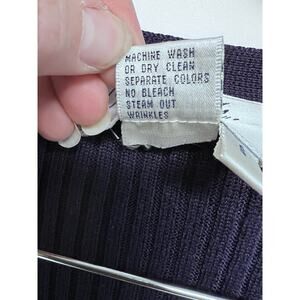 MACHINE WASH
OR DRY CLEAN
SEPARATE COLORS
NO BLEACH
STEAM OUT
WRINKLES